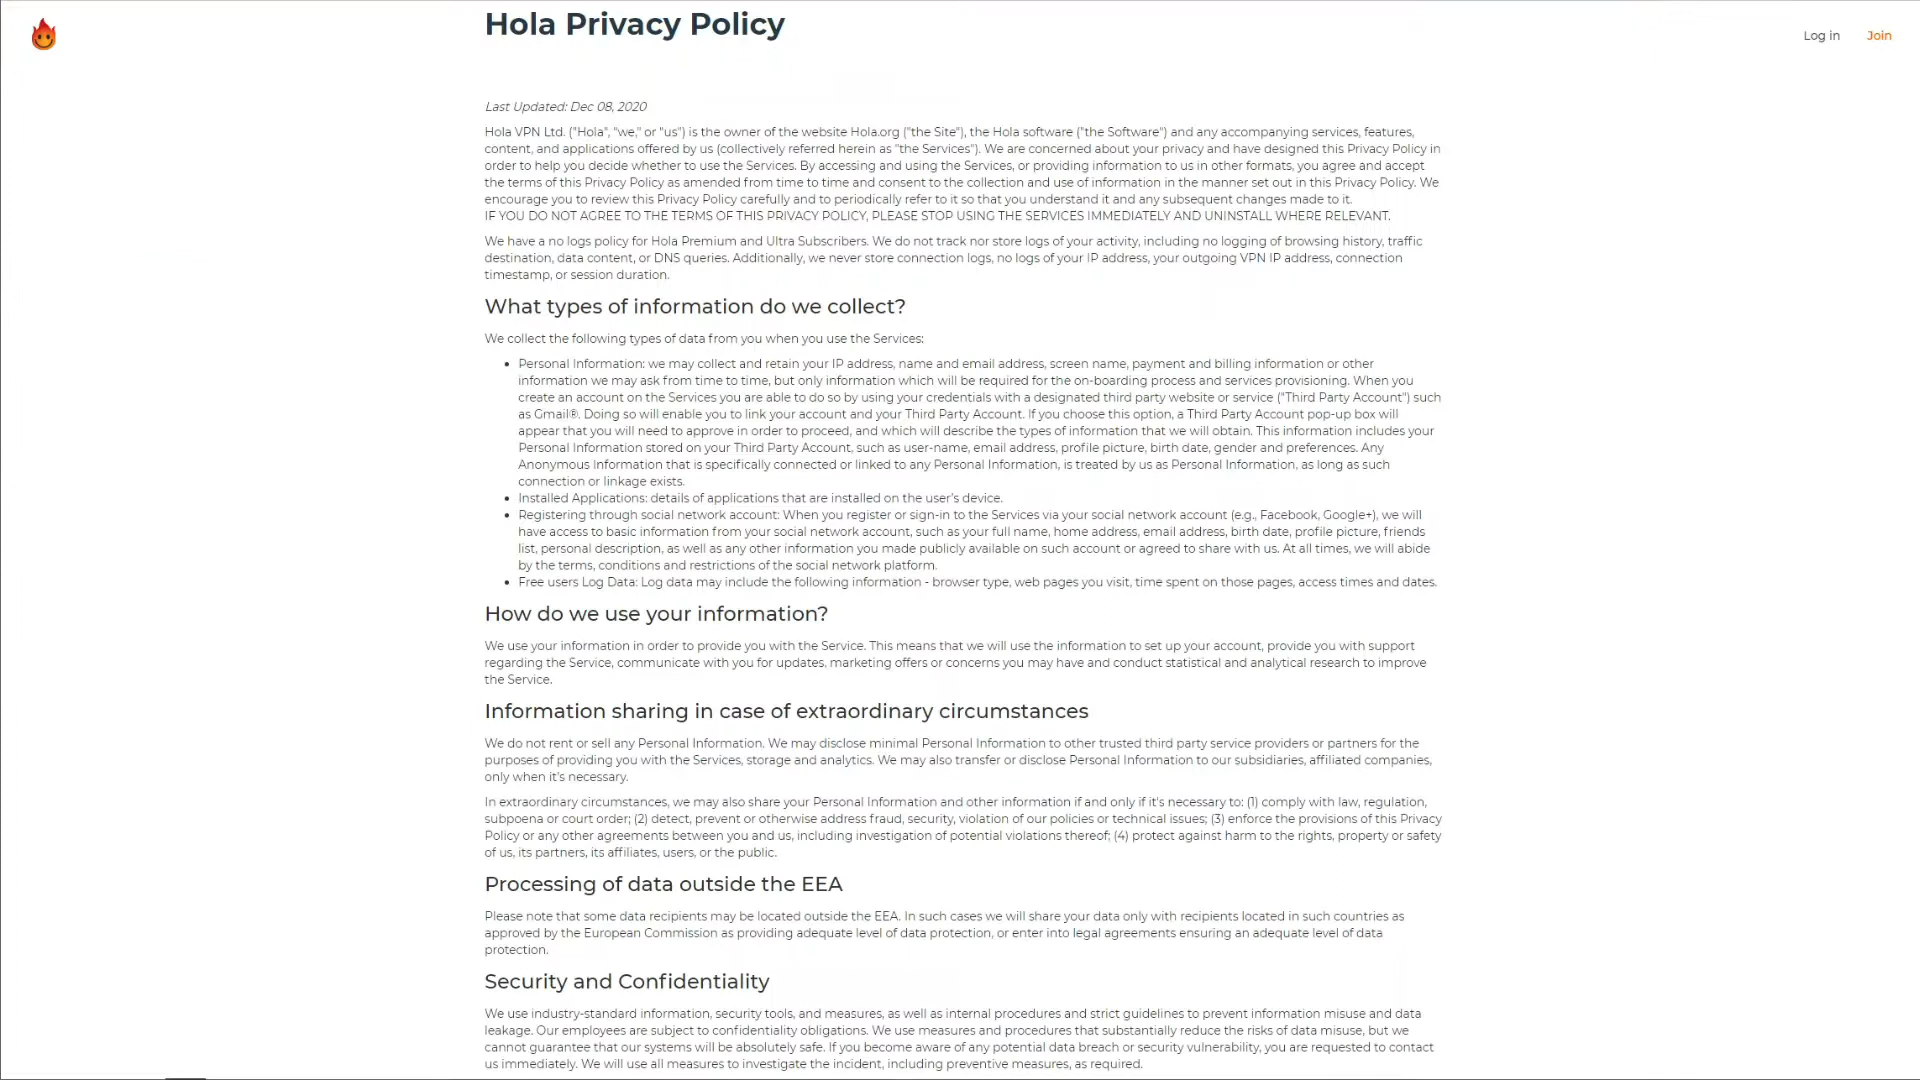 Hola Privacy Policy
Log in
Join
Last Updated: Dec 08, 2020
Hola VPN Ltd. ("Hola", "we," or "us") is the owner of the website Hola.org ("the Site"), the Hola software ("the Software") and any accompanying services, features,
content, and applications offered by us (collectively referred herein as "the Services"). We are concerned about your privacy and have designed this Privacy Policy in
order to help you decide whether to use the Services. By accessing and using the Services, or providing information to us in other formats, you agree and accept
the terms of this Privacy Policy as amended from time to time and consent to the collection and use of information in the manner set out in this Privacy Policy. We
encourage you to review this Privacy Policy carefully and to periodically refer to it so that you understand it and any subsequent changes made to it.
IF YOU DO NOT AGREE TO THE TERMS OF THIS PRIVACY POLICY, PLEASE STOP USING THE SERVICES IMMEDIATELY AND UNINSTALL WHERE RELEVANT.
We have a no logs policy for Hola Premium and Ultra Subscribers. We do not track nor store logs of your activity, including no logging of browsing history, traffic
destination, data content, or DNS queries. Additionally, we never store connection logs, no logs of your IP address, your outgoing VPN IP address, connection
timestamp, or session duration.
What types of information do we collect?
We collect the following types of data from you when you use the Services:
• Personal Information: we may collect and retain your IP address, name and email address, screen name, payment and billing information or other
information we may ask from time to time, but only information which will be required for the on-boarding process and services provisioning. When you
create an account on the Services you are able to do so by using your credentials with a designated third party website or service ("Third Party Account") such
as Gmail®. Doing so will enable you to link your account and your Third Party Account. If you choose this option, a Third Party Account pop-up box will
appear that you will need to approve in order to proceed, and which will describe the types of information that we will obtain. This information includes your
Personal Information stored on your Third Party Account, such as user-name, email address, profile picture, birth date, gender and preferences. Any
Anonymous Information that is specifically connected or linked to any Personal Information, is treated by us as Personal Information, as long as such
connection or linkage exists.
• Installed Applications: details of applications that are installed on the user's device.
• Registering through social network account: When you register or sign-in to the Services via your social network account (e.g., Facebook, Google+), we will
have access to basic information from your social network account, such as your full name, home address, email address, birth date, profile picture, friends
list, personal description, as well as any other information you made publicly available on such account or agreed to share with us. At all times, we will abide
by the terms, conditions and restrictions of the social network platform.
• Free users Log Data: Log data may include the following information - browser type, web pages you visit, time spent on those pages, access times and dates.
How do we use your information?
We use your information in order to provide you with the Service. This means that we will use the information to set up your account, provide you with support
regarding the Service, communicate with you for updates, marketing offers or concerns you may have and conduct statistical and analytical research to improve
the Service.
Information sharing in case of extraordinary circumstances
We do not rent or sell any Personal Information. We may disclose minimal Personal Information to other trusted third party service providers or partners for the
purposes of providing you with the Services, storage and analytics. We may also transfer or disclose Personal Information to our subsidiaries, affiliated companies,
only when it's necessary.
In extraordinary circumstances, we may also share your Personal Information and other information if and only if it's necessary to: (1) comply with law, regulation,
subpoena or court order; (2) detect, prevent or otherwise address fraud, security, violation of our policies or technical issues; (3) enforce the provisions of this Privacy
Policy or any other agreements between you and us, including investigation of potential violations thereof; (4) protect against harm to the rights, property or safety
of us, its partners, its affiliates, users, or the public.
Processing of data outside the EEA
Please note that some data recipients may be located outside the EEA. In such cases we will share your data only with recipients located in such countries as
approved by the European Commission as providing adequate level of data protection, or enter into legal agreements ensuring an adequate level of data
protection.
Security and Confidentiality
We use industry-standard information, security tools, and measures, as well as internal procedures and strict guidelines to prevent information misuse and data
leakage. Our employees are subject to confidentiality obligations. We use measures and procedures that substantially reduce the risks of data misuse, but we
cannot guarantee that our systems will be absolutely safe. If you become aware of any potential data breach or security vulnerability, you are requested to contact
us immediately. We will use all measures to investigate the incident, including preventive measures, as required.